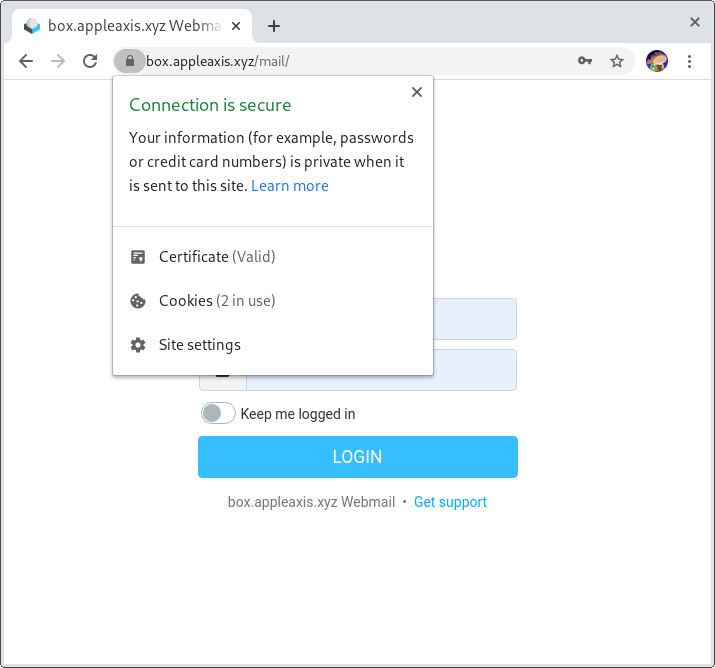 box.appleaxis.xyz Webma
box.appleaxis.xyz/mail/
Connection is secure
Your information (for example, passwords
or credit card numbers) is private when it
is sent to this site. Learn more
Certificate (Valid)
Cookies (2 in use)
Site settings
Keep me logged in
LOGIN
box.appleaxis.xyz Webmail • Get support